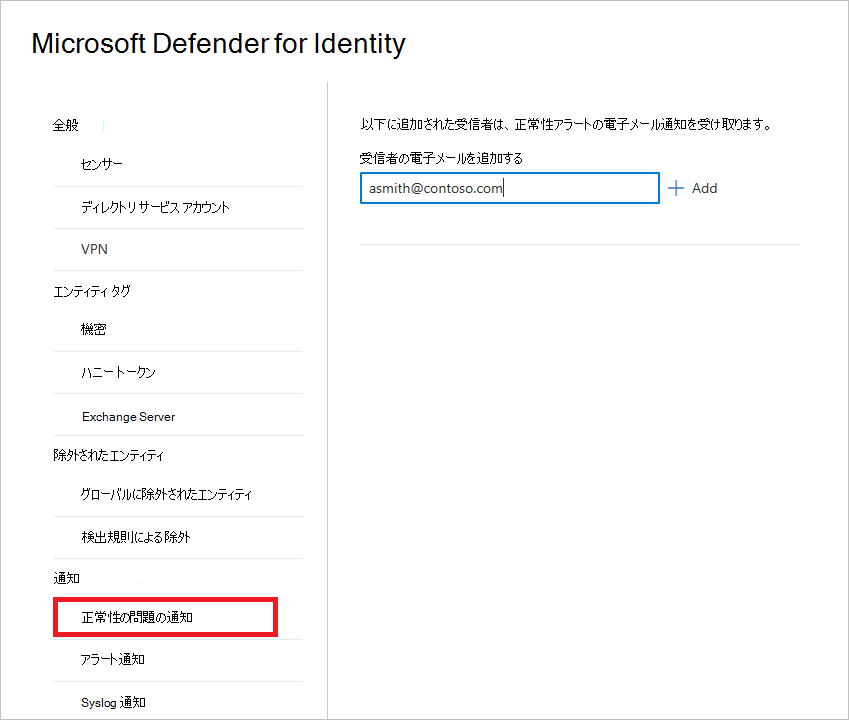 Microsoft Defender for Identity
全般
センサー
ディレクトリ サービス アカウント
VPN
エンティティ タグ
機密
ハニートークン
Exchange Server
除外されたエンティティ
グローバルに除外されたエンティティ
検出規則による除外
通知
正常性の問題の通知
アラート通知
Syslog 通知
以下に追加された受信者は、正常性アラートの電子メール通知を受け取ります。
受信者の電子メールを追加する
asmith@contoso.com
Add